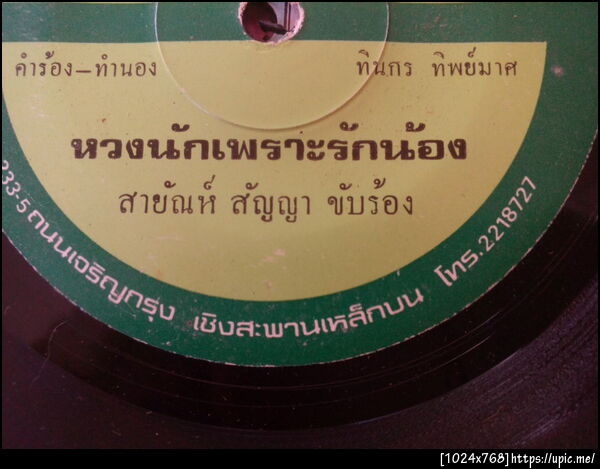 คำร้อง–ทำนอง ทินกร ทิพย์มาศ
หวงนักเพราะรักน้อง
สายัณห์ สัญญา ขับร้อง
333-5 ถนนเจริญกรุง เชิงสะพานเหล็กบน โทร. 2218727
[1024x768]https://upic.me/